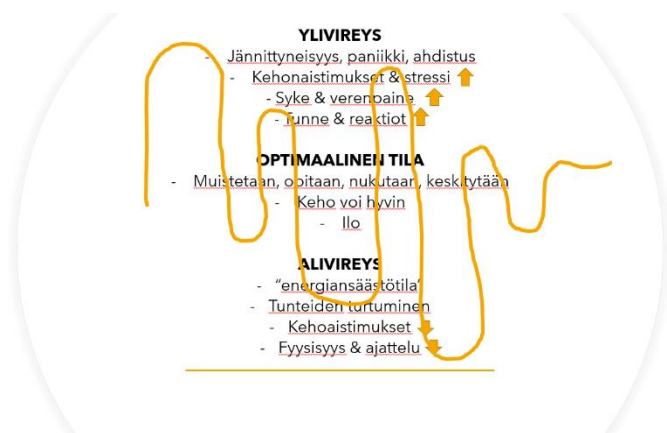 YLIVIREYS
- Jännittyneisyys, paniikki, ahdistus
- Kehonaistimukset & stressi
- Syke & verenpaine
- Tunne & reaktiot
OPTIMAALINEN TILA
- Muistetaan, opitaan, nukutaan, keskitytään
- Keho voi hyvin
- Ilo
ALIVIREYS
- "energiansäästötila"
- Tunteiden turtuminen
- Kehoaistimukset
- Fyysisyys & ajattelu